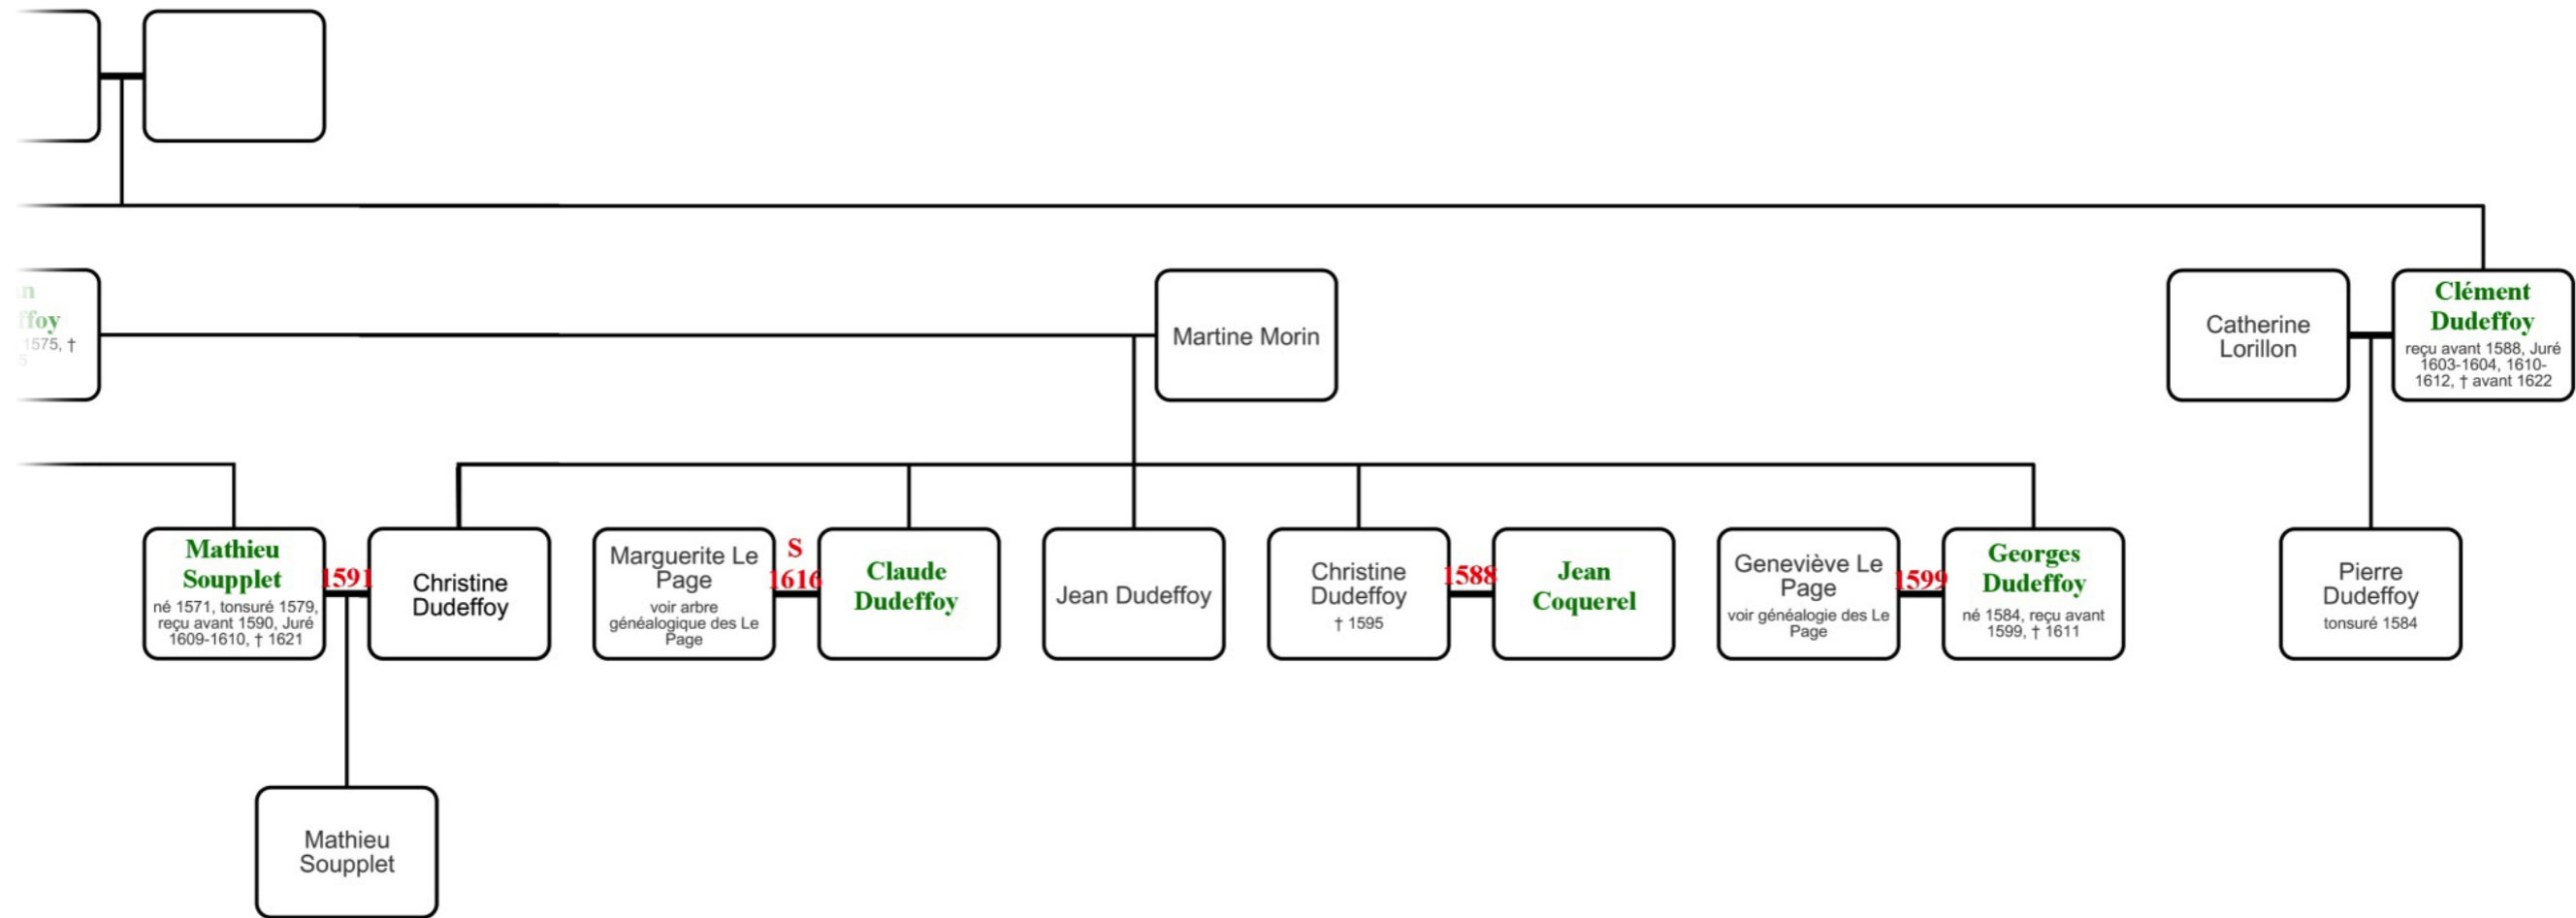 ffoy
1575, †
Martine Morin
Catherine
Lorillon
Clément
Dudeffoy
reçu avant 1588, Juré
1603-1604, 1610-
1612, † avant 1622
Mathieu
Soupplet
né 1571, tonsuré 1579,
reçu avant 1590, Juré
1609-1610, † 1621
1591
Christine
Dudeffoy
Marguerite Le
Page
voir arbre
généalogique des Le
Page
S
1616
Claude
Dudeffoy
Jean Dudeffoy
Christine
Dudeffoy
† 1595
1588
Jean
Coquerel
Geneviève Le
Page
voir généalogie des Le
Page
1599
Georges
Dudeffoy
né 1584, reçu avant
1599, † 1611
Pierre
Dudeffoy
tonsuré 1584
Mathieu
Soupplet